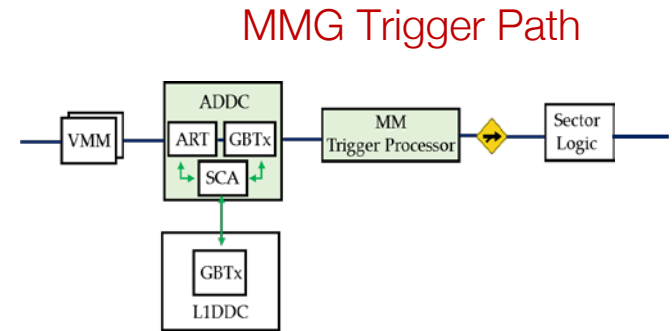 MMG Trigger Path
ADDC
VMM
ART
GBTx
SCA
MM
Trigger Processor
Sector
Logic
GBTx
L1DDC